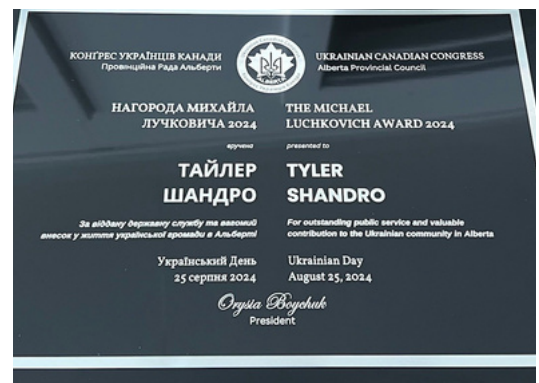 КОНҐРЕС УКРАЇНЦІВ КАНАДИ
Провінційна Рада Альберти
UKRAINIAN CANADIAN CONGRESS
Alberta Provincial Council
ALBERTA
НАГОРОДА МИХАЙЛА
ЛУЧКОВИЧА 2024
вручена
ТАЙЛЕР
ШАНДРО
За віддану державну службу та вагомий
внесок у життя української громади в Альберті
Український День
25 серпня 2024
THE MICHAEL
LUCHKOVICH AWARD 2024
presented to
TYLER
SHANDRO
For outstanding public service and valuable
contribution to the Ukrainian community in Alberta
Ukrainian Day
August 25, 2024
Orysia Boychuk
President